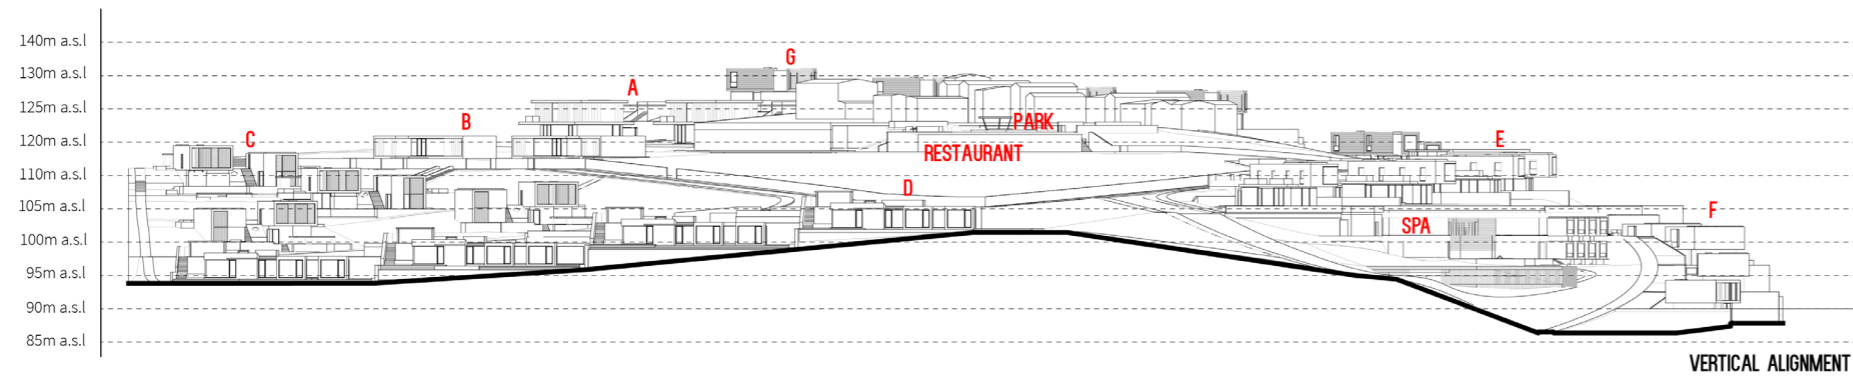 140m a.s.l
130m a.s.l
125m a.s.l
120m a.s.l
110m a.s.l
105m a.s.l
100m a.s.l
95m a.s.l
90m a.s.l
85m a.s.l
G
A
B
C
PARK
RESTAURANT
D
E
F
SPA
VERTICAL ALIGNMENT